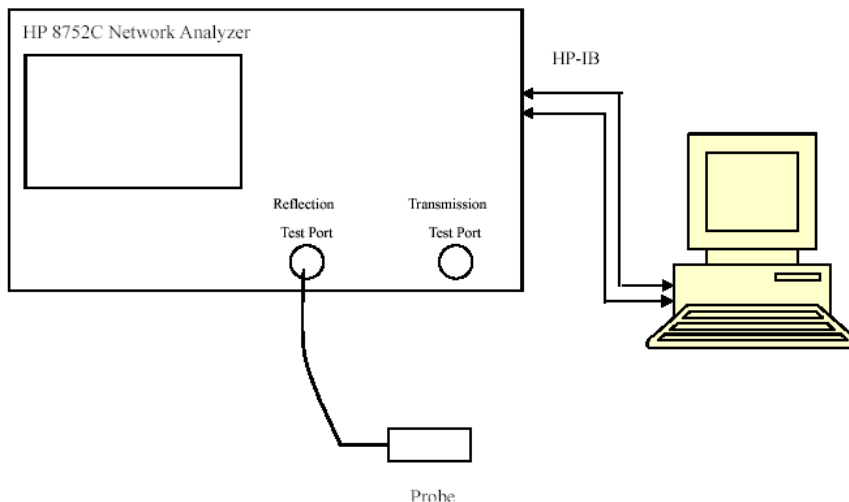 HP 8752C Network Analyzer
HP-IB
Reflection
Test Port
Transmission
Test Port
Probe